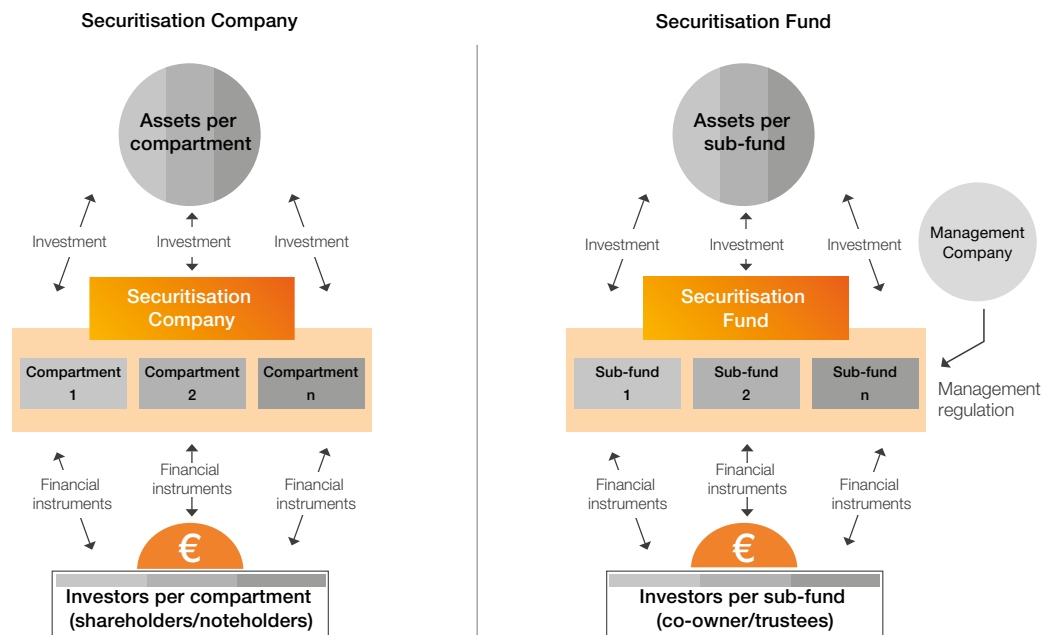 Securitisation Company
Assets per
compartment
Investment
Investment
Investment
Securitisation
Company
Compartment
1
Compartment
2
Compartment
n
Financial
instruments
Financial
instruments
Financial
instruments
€
Investors per compartment
(shareholders/noteholders)
Securitisation Fund
Assets per
sub-fund
Investment
Investment
Investment
Management
Company
Securitisation
Fund
Sub-fund
1
Sub-fund
2
Sub-fund
n
Management
regulation
Financial
instruments
Financial
instruments
Financial
instruments
€
Investors per sub-fund
(co-owner/trustees)